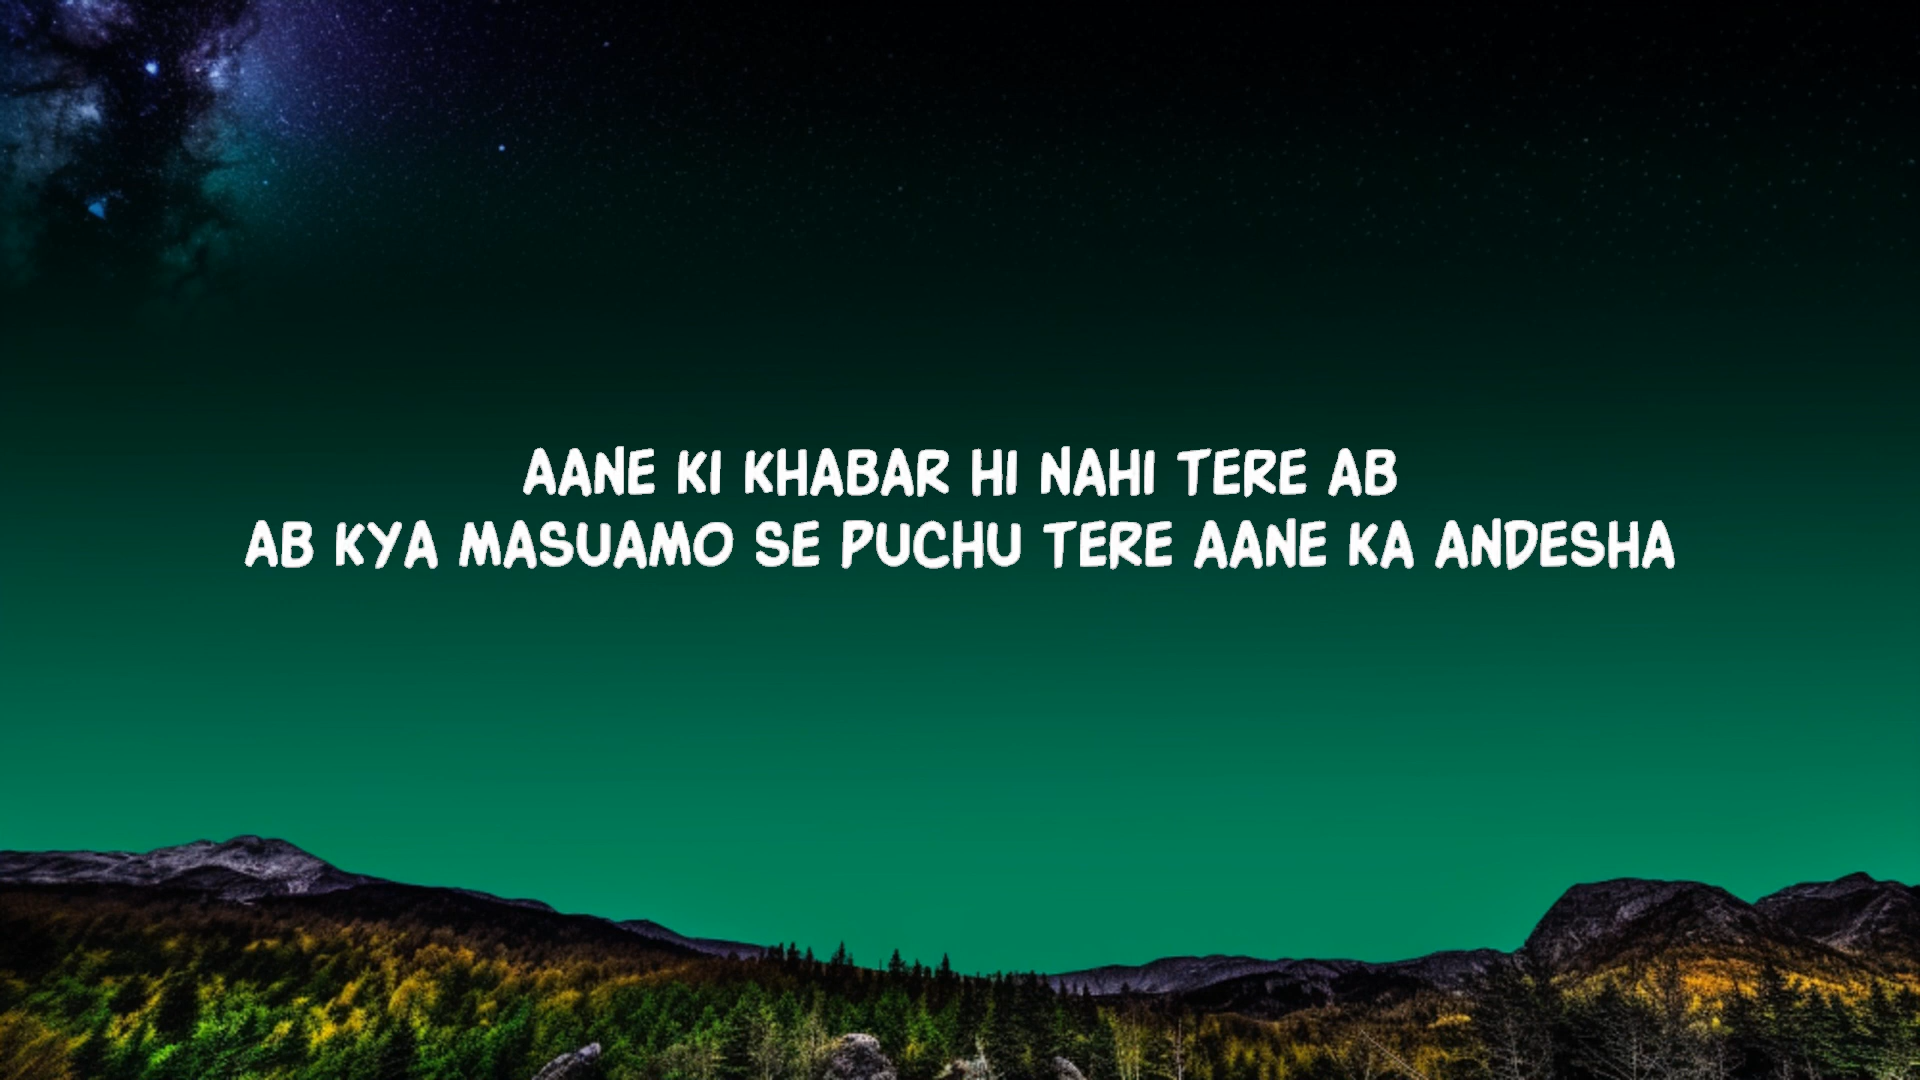 AANE KI KHABAR HI NAHI TERE AB
AB KYA MASUAMO SE PUCHU TERE AANE KA ANDESHA